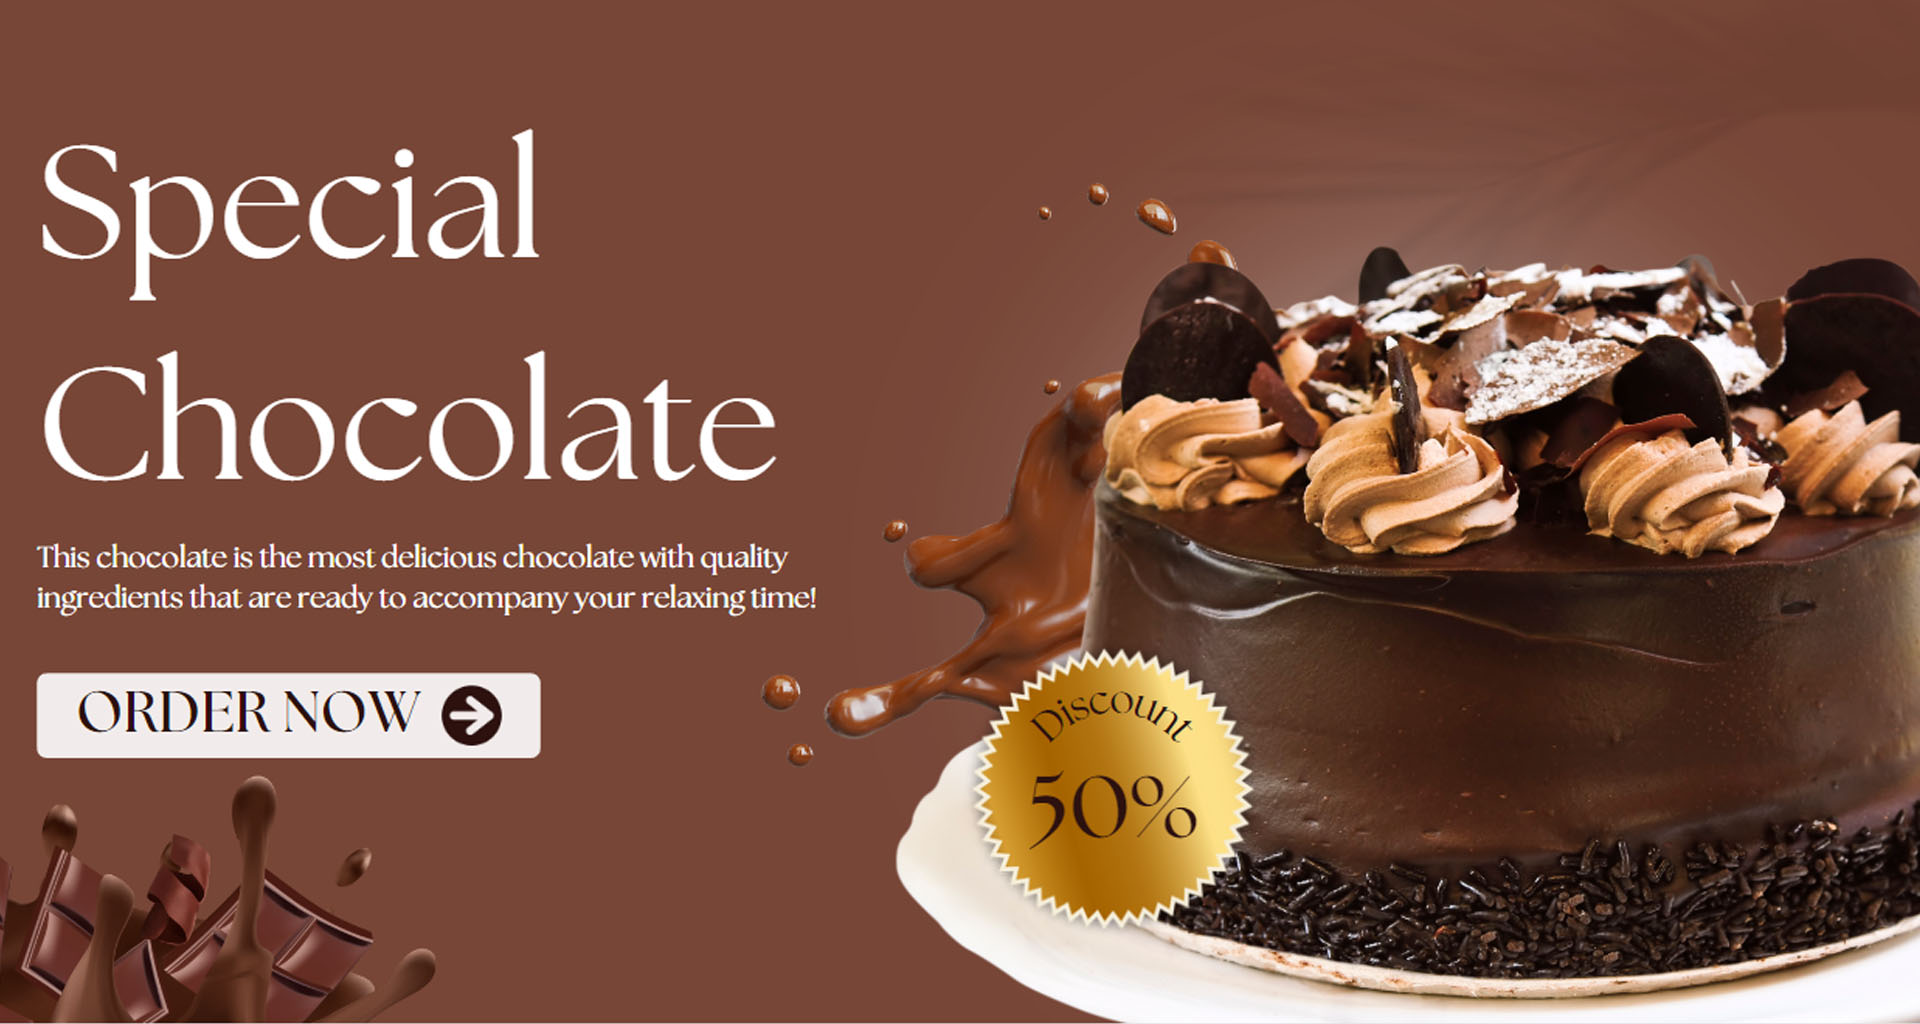 Special
Chocolate
This chocolate is the most delicious chocolate with quality
ingredients that are ready to accompany your relaxing time!
ORDER NOW
Discount
50%